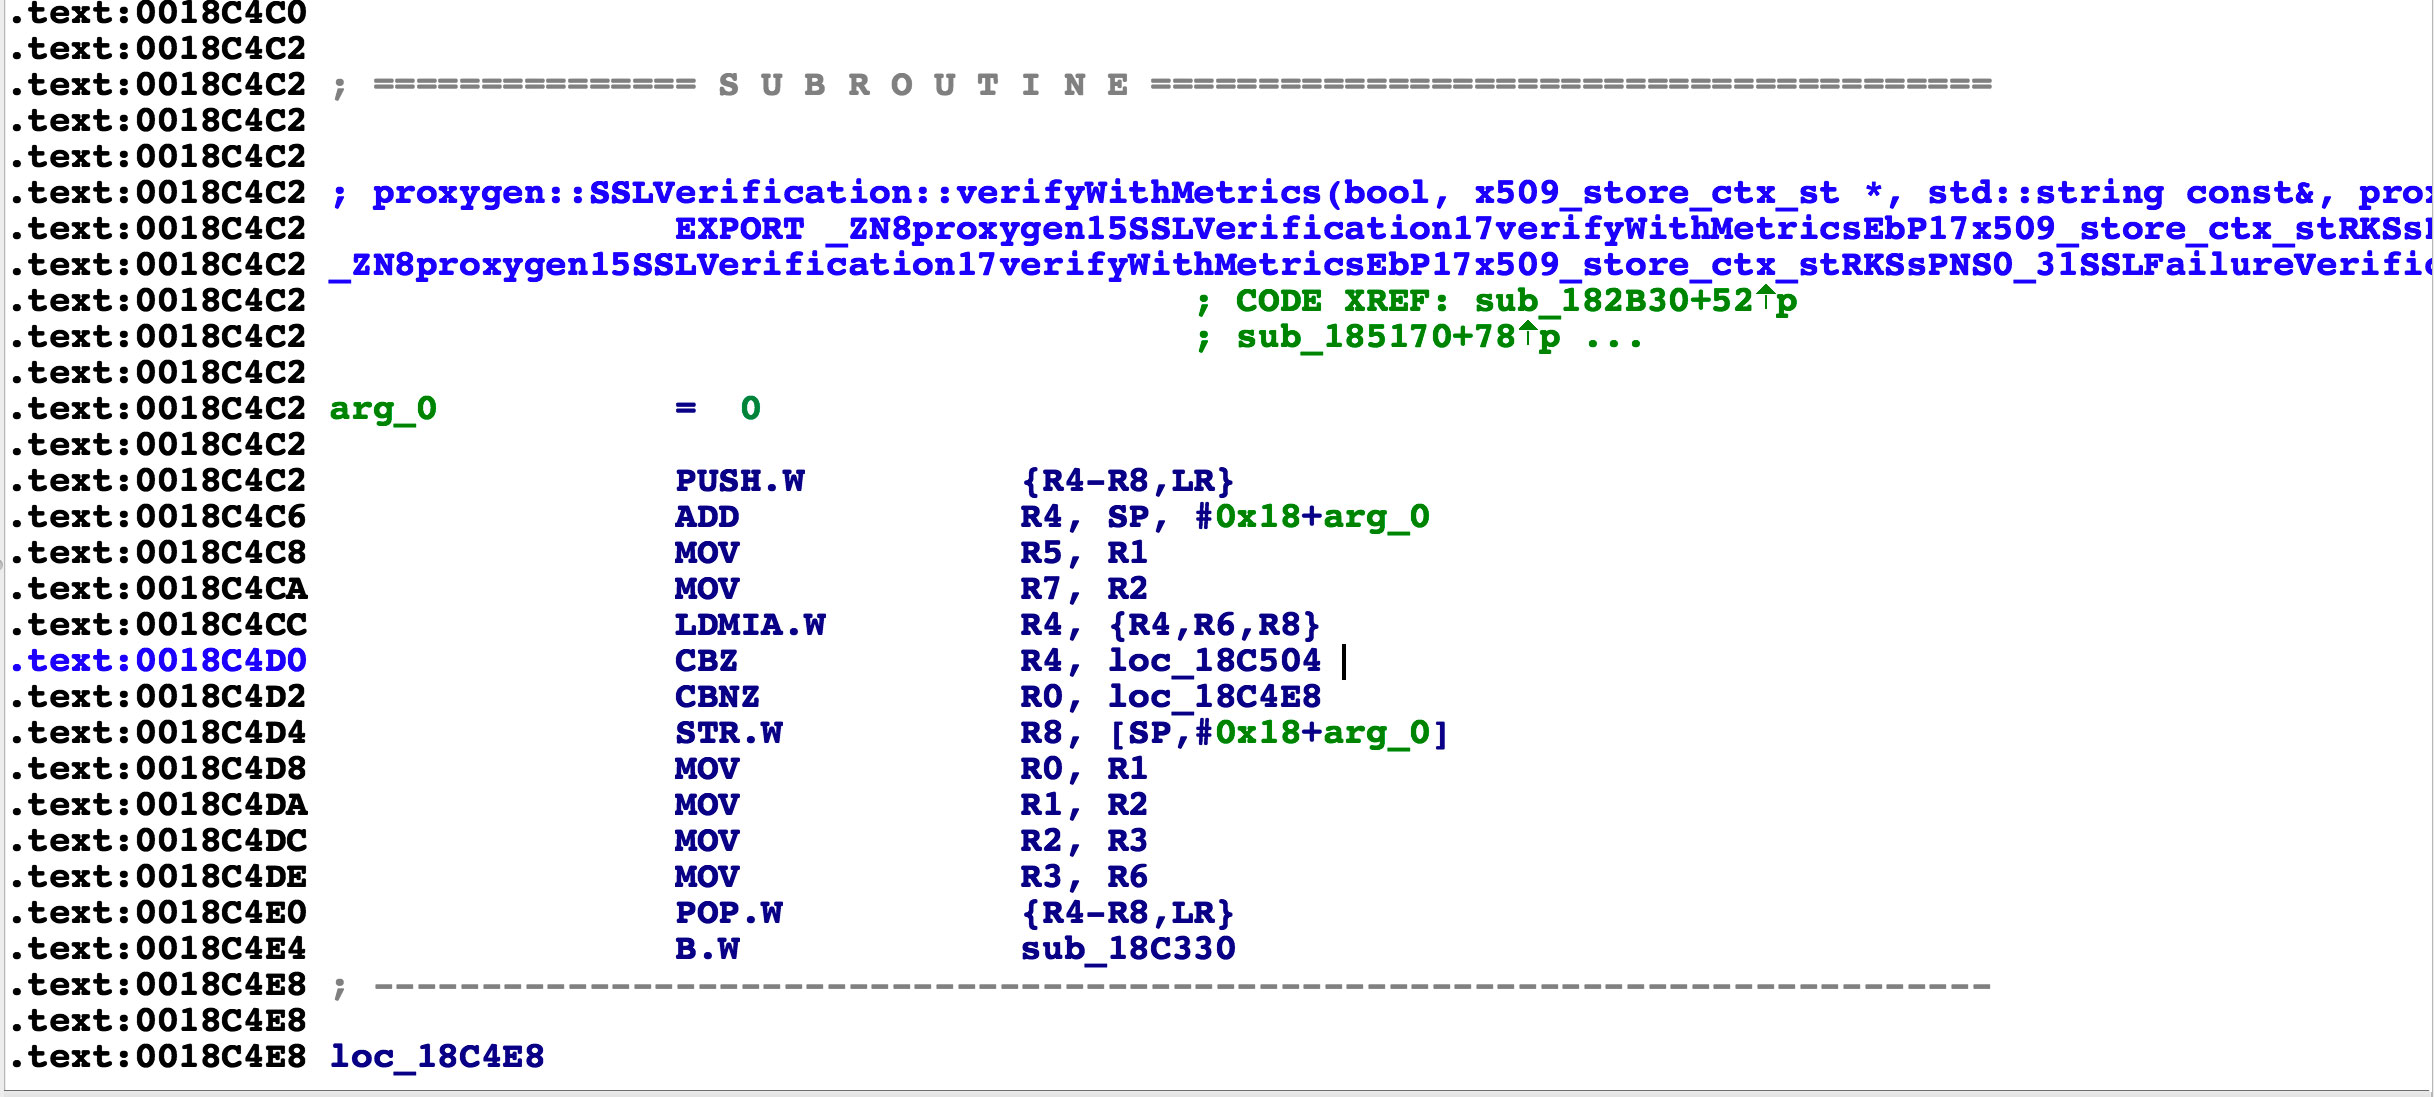 .text:0018C4C0
.text:0018C4C2
.text:0018C4C2 ; =============== S U B R O U T I N E =======================================
.text:0018C4C2
.text:0018C4C2
.text:0018C4C2 ; proxygen::SSLVerification::verifyWithMetrics(bool, x509_store_ctx_st *, std::string const&, prox
.text:0018C4C2 EXPORT _ZN8proxygen15SSLVerification17verifyWithMetricsEbP17x509_store_ctx_stRKSs
.text:0018C4C2 _ZN8proxygen15SSLVerification17verifyWithMetricsEbP17x509_store_ctx_stRKSsPNS0_31SSLFailureVerific
.text:0018C4C2 ; CODE XREF: sub_182B30+52↑p
.text:0018C4C2 ; sub_185170+78↑p ...
.text:0018C4C2
.text:0018C4C2 arg_0 = 0
.text:0018C4C2
.text:0018C4C2 PUSH.W {R4-R8,LR}
.text:0018C4C6 ADD R4, SP, #0x18+arg_0
.text:0018C4C8 MOV R5, R1
.text:0018C4CA MOV R7, R2
.text:0018C4CC LDMIA.W R4, {R4,R6,R8}
.text:0018C4D0 CBZ R4, loc_18C504
.text:0018C4D2 CBNZ R0, loc_18C4E8
.text:0018C4D4 STR.W R8, [SP,#0x18+arg_0]
.text:0018C4D8 MOV R0, R1
.text:0018C4DA MOV R1, R2
.text:0018C4DC MOV R2, R3
.text:0018C4DE MOV R3, R6
.text:0018C4E0 POP.W {R4-R8,LR}
.text:0018C4E4 B.W sub_18C330
.text:0018C4E8 ; ---------------------------------------------------------------------------
.text:0018C4E8
.text:0018C4E8 loc_18C4E8